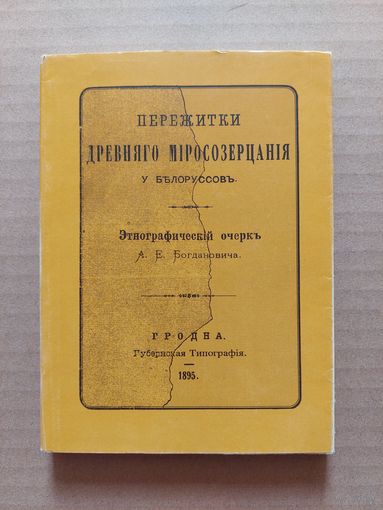 ПЕРЕЖИТКИ
ДРЕВНЯГО МІРОСОЗЕРЦАНІЯ
У БѢЛОРУССОВЪ.
Этнографическій очеркъ
А. Е. Богдановича.
ГРОДНА.
Губернская Типографія.
1895.